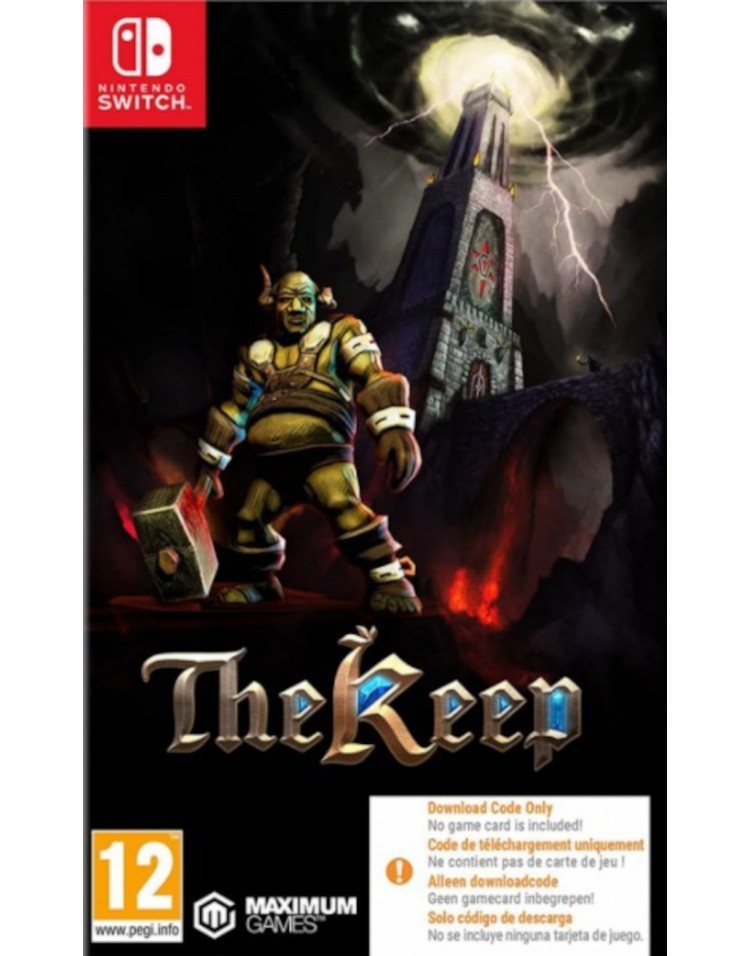 NINTENDO
SWITCH™
The Keep
12
www.pegi.info
MAXIMUM
GAMES™
Download Code Only
No game card is included!
Code de téléchargement uniquement
Ne contient pas de carte de jeu !
Alleen downloadcode
Geen gamecard inbegrepen!
Solo código de descarga
No se incluye ninguna tarjeta de juego.